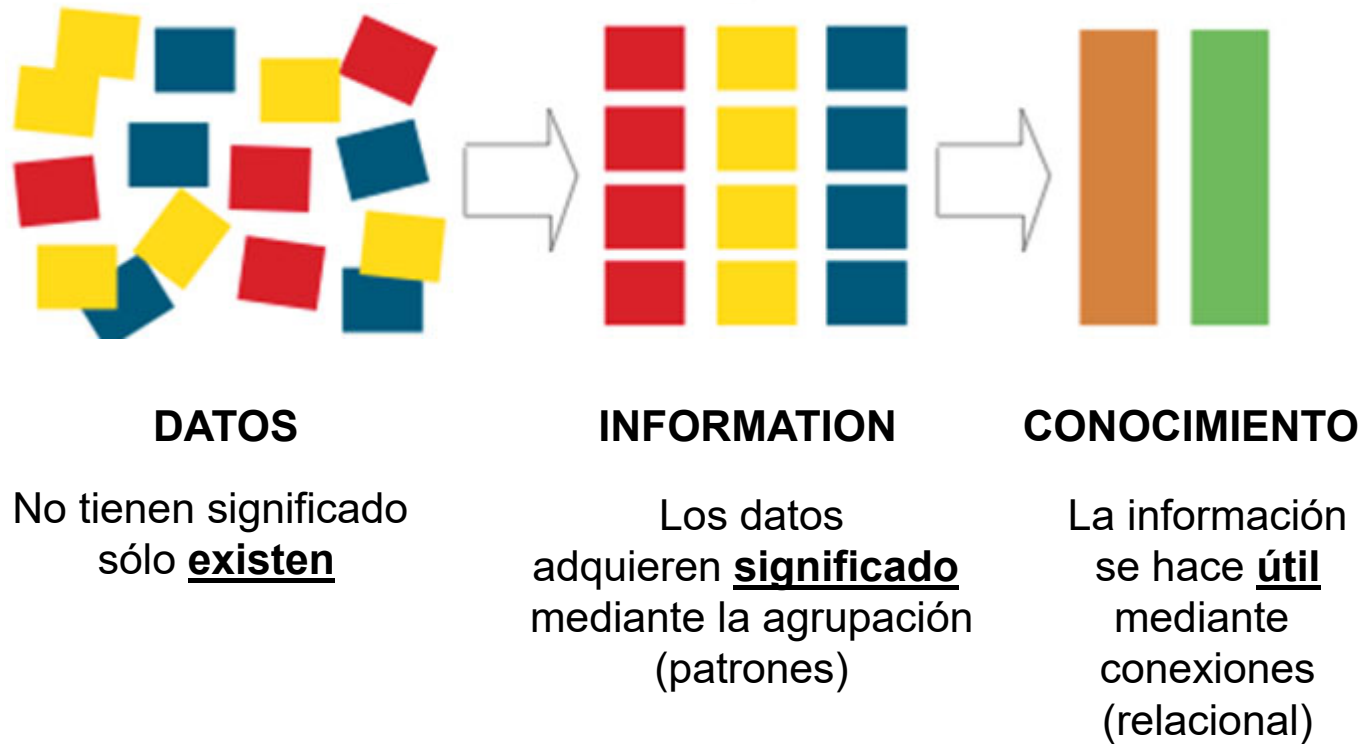 DATOS
No tienen significado
sólo existen
INFORMATION
Los datos
adquieren significado
mediante la agrupación
(patrones)
CONOCIMIENTO
La información
se hace útil
mediante
conexiones
(relacional)